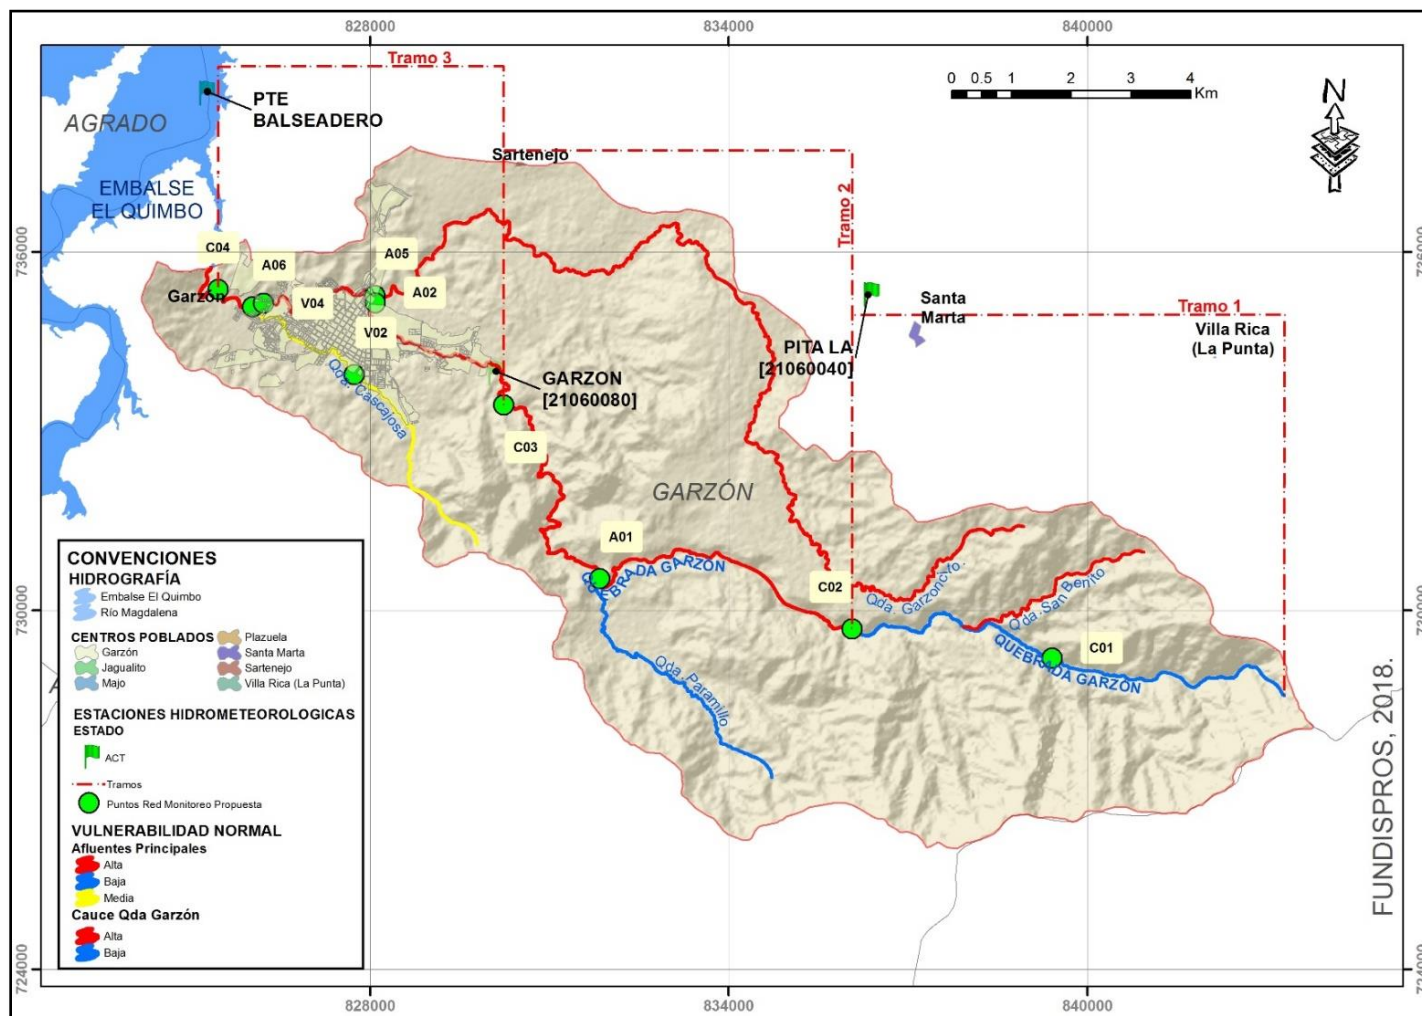 828000
834000
840000
Tramo 3
0 0.5 1 2 3 4
Km
N
PTE
BALSEADERO
AGRADO
Sartenejo
EMBALSE
EL QUIMBO
Tramo 2
736000
736000
C04
A06
A05
A02
Garzón
V04
V02
Santa
Marta
Tramo 1
Villa Rica
(La Punta)
PITA LA
[21060040]
GARZON
[21060080]
Qda. Cascajosa
C03
GARZÓN
A01
QUEBRADA GARZÓN
C02
Qda. Garzoncito.
Qda. San Benito
730000
730000
C01
QUEBRADA GARZÓN
Qda. Paramillo
CONVENCIONES
HIDROGRAFÍA
Embalse El Quimbo
Río Magdalena
CENTROS POBLADOS
Garzón
Jagualito
Majo
Plazuela
Santa Marta
Sartenejo
Villa Rica (La Punta)
ESTACIONES HIDROMETEOROLOGICAS
ESTADO
ACT
Tramos
Puntos Red Monitoreo Propuesta
VULNERABILIDAD NORMAL
Afluentes Principales
Alta
Baja
Media
Cauce Qda Garzón
Alta
Baja
FUNDISPROS, 2018.
724000
724000
828000
834000
840000